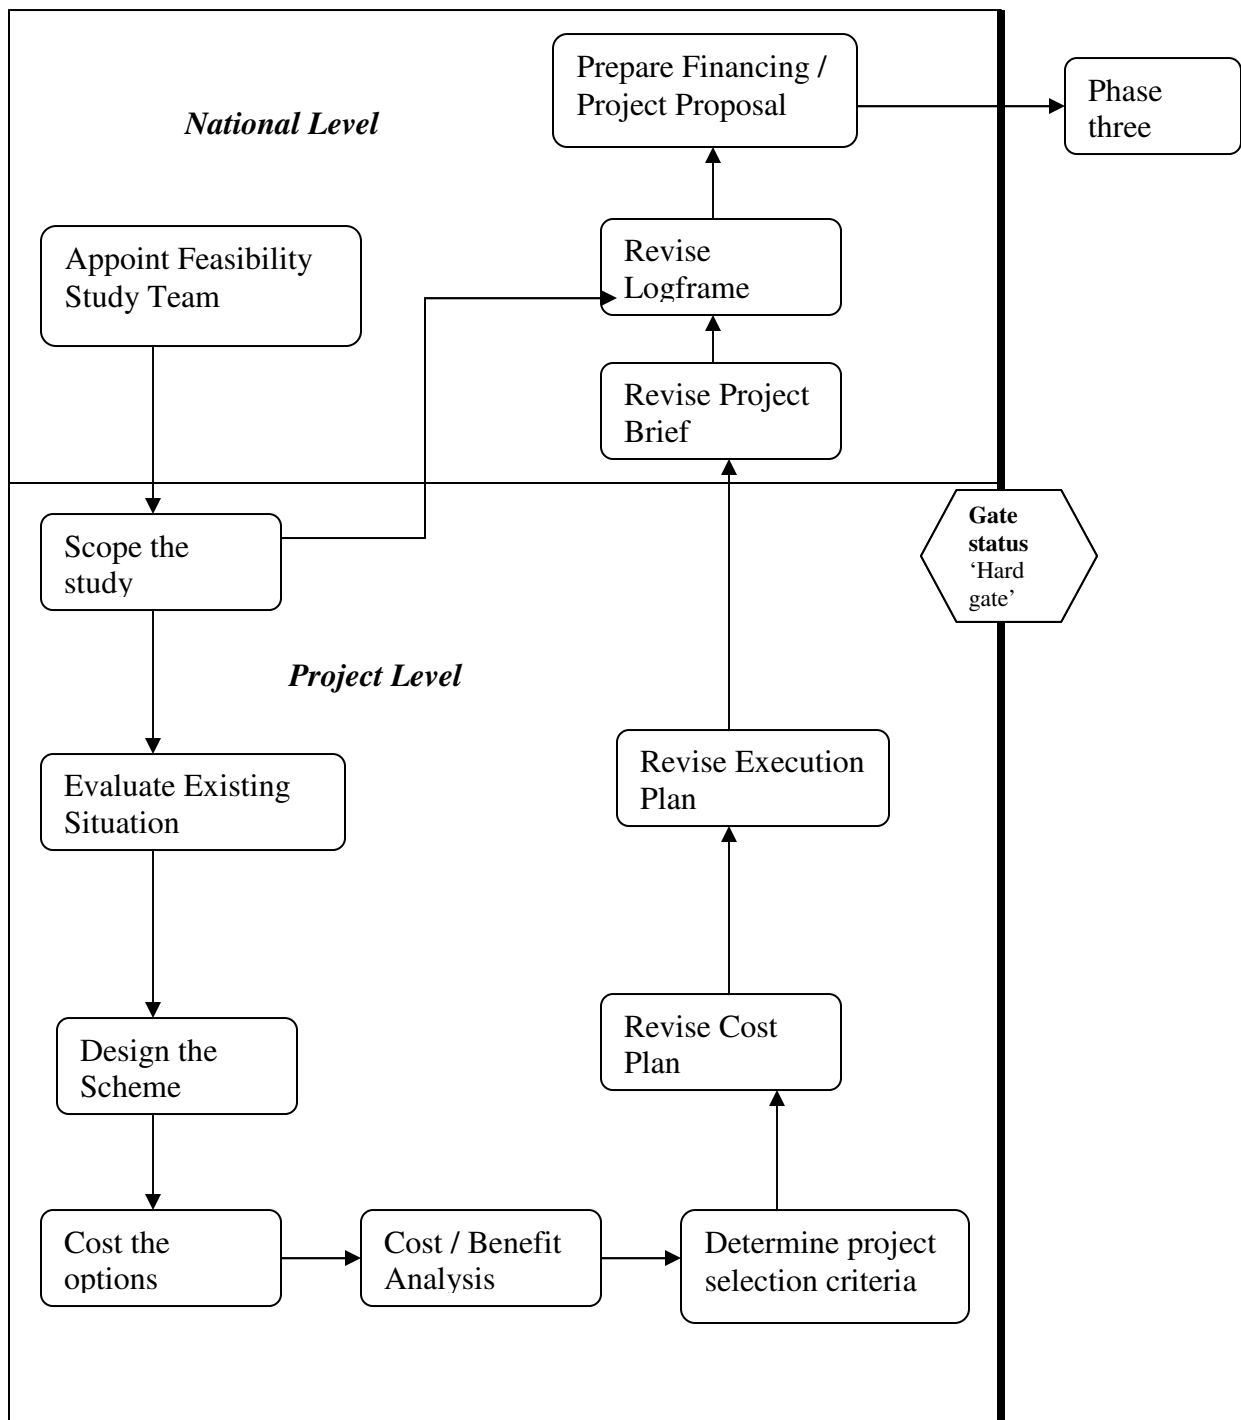 Prepare Financing /
Project Proposal
Phase
three
National Level
Appoint Feasibility
Study Team
Revise
Logframe
Revise Project
Brief
Gate
status
‘Hard
gate’
Scope the
study
Project Level
Evaluate Existing
Situation
Revise Execution
Plan
Design the
Scheme
Revise Cost
Plan
Cost the
options
Cost / Benefit
Analysis
Determine project
selection criteria